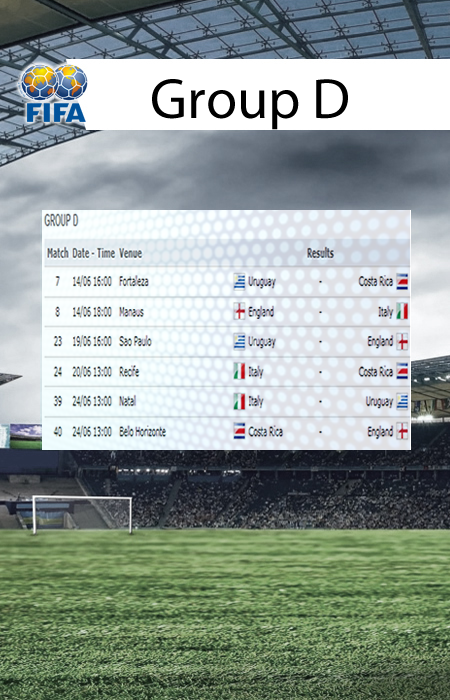 FIFA
Group D
GROUP D
Match Date - Time Venue Results
7 14/06 16:00 Fortaleza Uruguay - Costa Rica
8 14/06 18:00 Manaus England - Italy
23 19/06 16:00 Sao Paulo Uruguay - England
24 20/06 13:00 Recife Italy - Costa Rica
39 24/06 13:00 Natal Italy - Uruguay
40 24/06 13:00 Belo Horizonte Costa Rica - England